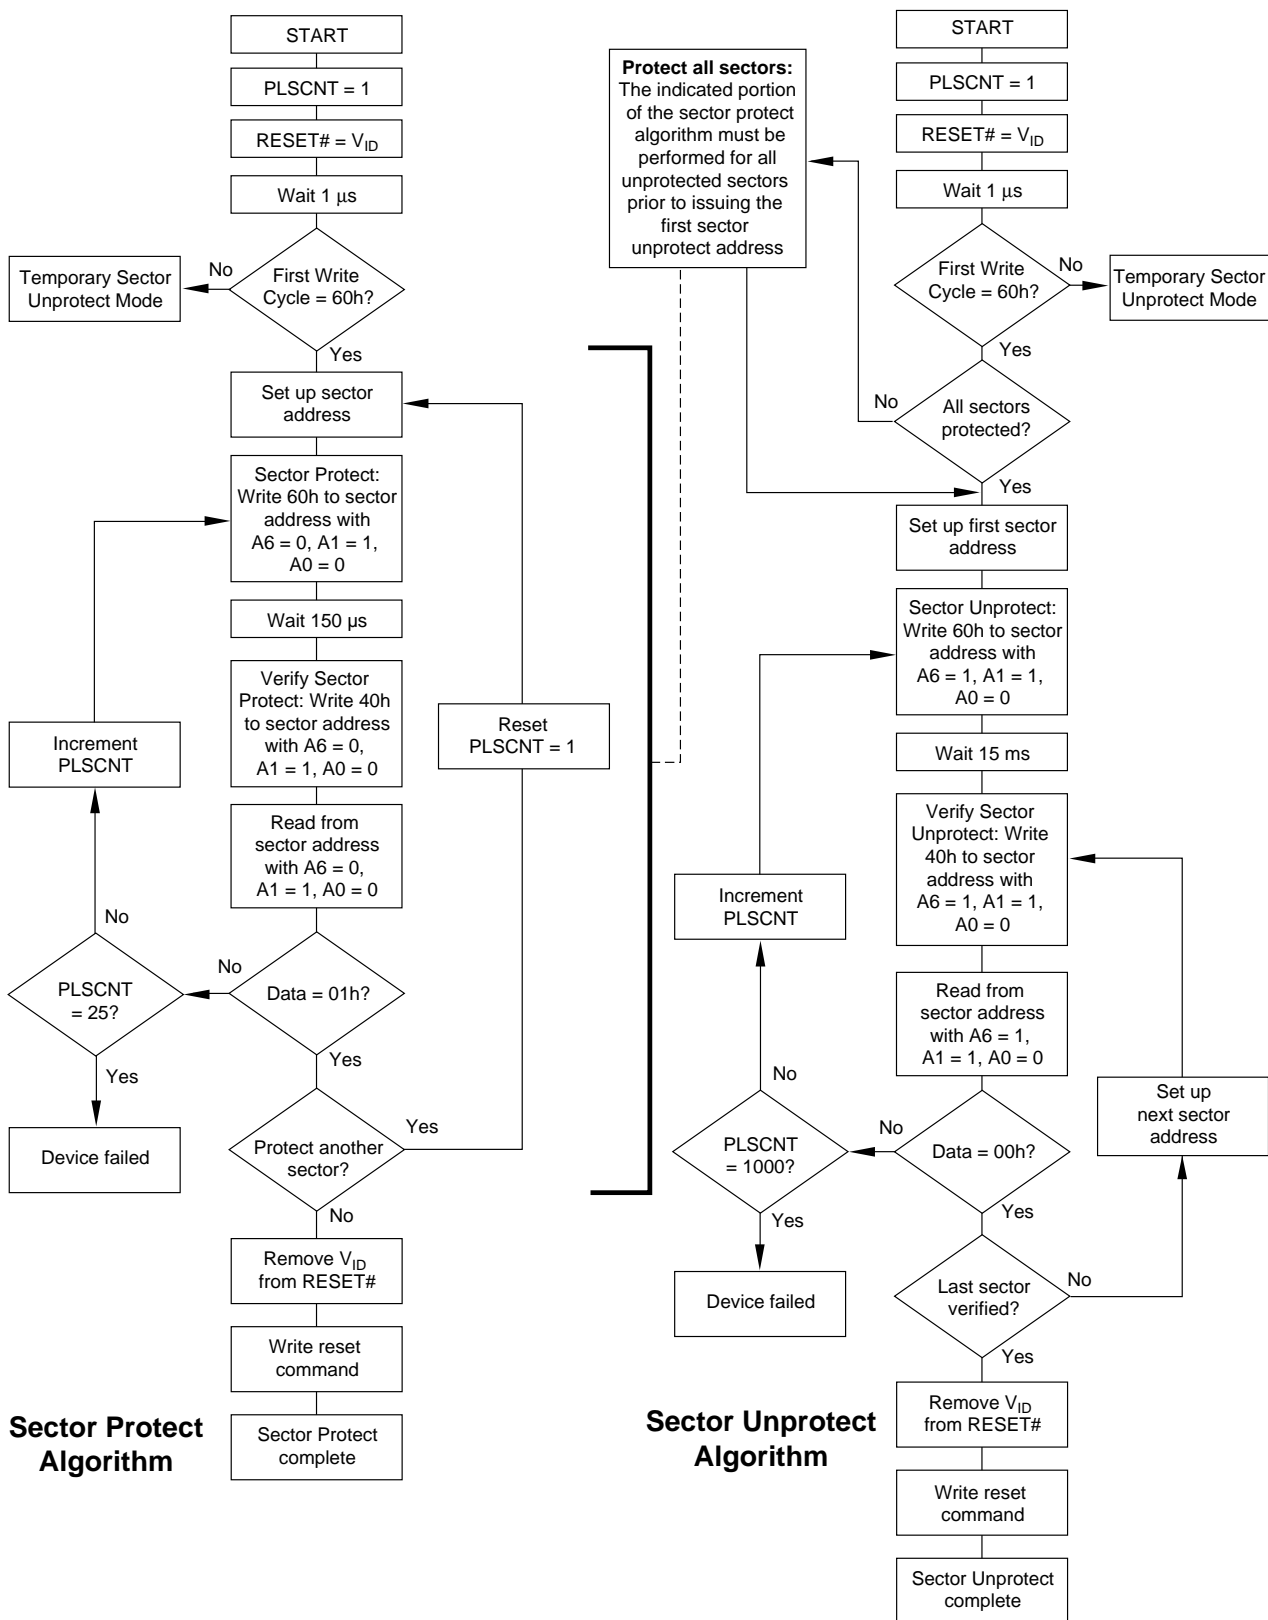 START
PLSCNT = 1
RESET# = VID
Wait 1 μs
First Write
Cycle = 60h?
No
Temporary Sector
Unprotect Mode
Yes
Set up sector
address
Sector Protect:
Write 60h to sector
address with
A6 = 0, A1 = 1,
A0 = 0
Wait 150 µs
Verify Sector
Protect: Write 40h
to sector address
with A6 = 0,
A1 = 1, A0 = 0
Increment
PLSCNT
Reset
PLSCNT = 1
Read from
sector address
with A6 = 0,
A1 = 1, A0 = 0
No
PLSCNT
= 25?
No
Data = 01h?
Yes
Device failed
Yes
Protect another
sector?
Yes
No
Remove VID
from RESET#
Write reset
command
Sector Protect
complete
Sector Protect
Algorithm
Protect all sectors:
The indicated portion
of the sector protect
algorithm must be
performed for all
unprotected sectors
prior to issuing the
first sector
unprotect address
START
PLSCNT = 1
RESET# = VID
Wait 1 μs
First Write
Cycle = 60h?
No
Temporary Sector
Unprotect Mode
Yes
All sectors
protected?
No
Yes
Set up first sector
address
Sector Unprotect:
Write 60h to sector
address with
A6 = 1, A1 = 1,
A0 = 0
Wait 15 ms
Verify Sector
Unprotect: Write
40h to sector
address with
A6 = 1, A1 = 1,
A0 = 0
Increment
PLSCNT
Read from
sector address
with A6 = 1,
A1 = 1, A0 = 0
Set up
next sector
address
No
PLSCNT
= 1000?
No
Data = 00h?
Yes
Device failed
Yes
Last sector
verified?
No
Yes
Remove VID
from RESET#
Write reset
command
Sector Unprotect
complete
Sector Unprotect
Algorithm